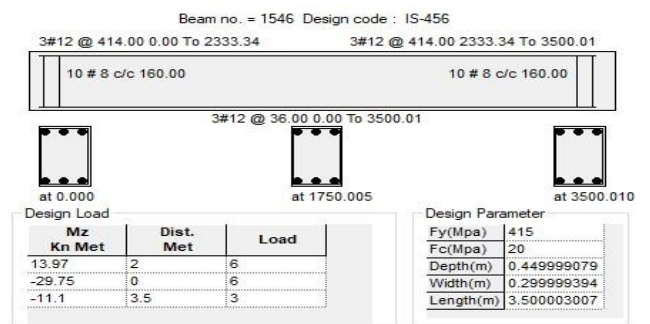 Beam no. = 1546 Design code : IS-456
3#12 @ 414.00 0.00 To 2333.34 3#12 @ 414.00 2333.34 To 3500.01
10 # 8 c/c 160.00 10 # 8 c/c 160.00
3#12 @ 36.00 0.00 To 3500.01
at 0.000 at 1750.005 at 3500.010
Design Load Design Parameter
Mz Kn Met Dist. Met Load
13.97 2 6
-29.75 0 6
-11.1 3.5 3
Fy(Mpa) 415
Fc(Mpa) 20
Depth(m) 0.449999079
Width(m) 0.299999394
Length(m) 3.500003007